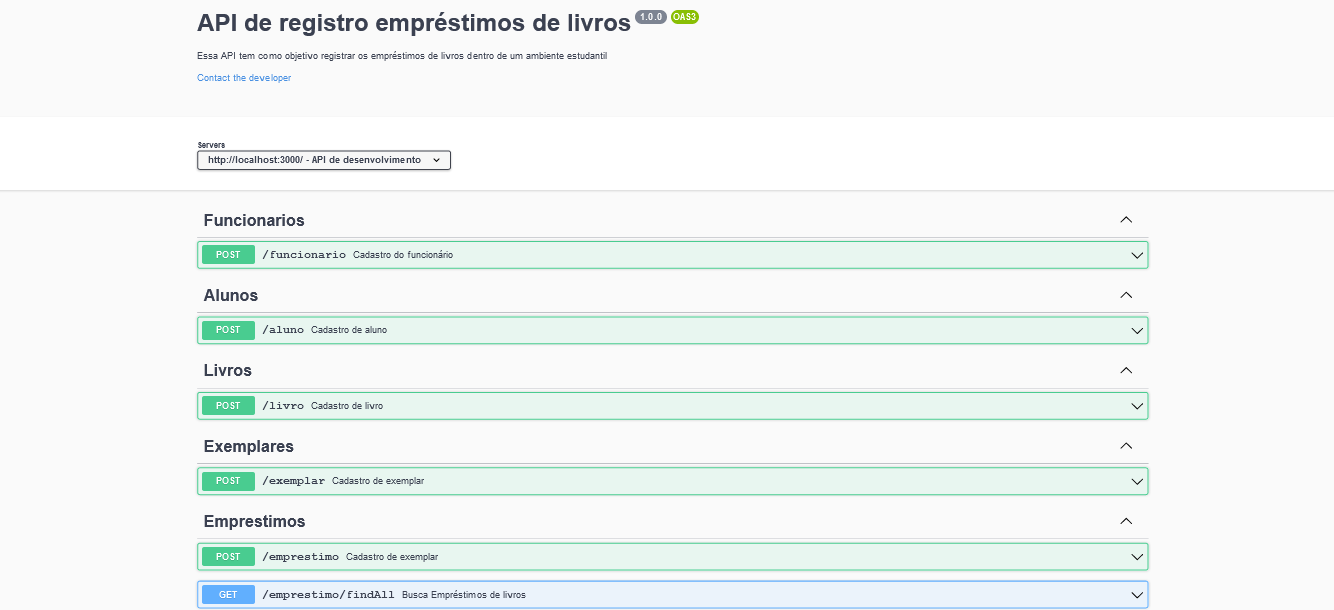 API de registro empréstimos de livros 1.0.0 OAS3
Essa API tem como objetivo registrar os empréstimos de livros dentro de um ambiente estudantil
Contact the developer
Servers
http://localhost:3000/ - API de desenvolvimento
Funcionarios
POST /funcionario Cadastro do funcionário
Alunos
POST /aluno Cadastro de aluno
Livros
POST /livro Cadastro de livro
Exemplares
POST /exemplar Cadastro de exemplar
Emprestimos
POST /emprestimo Cadastro de exemplar
GET /emprestimo/findAll Busca Empréstimos de livros